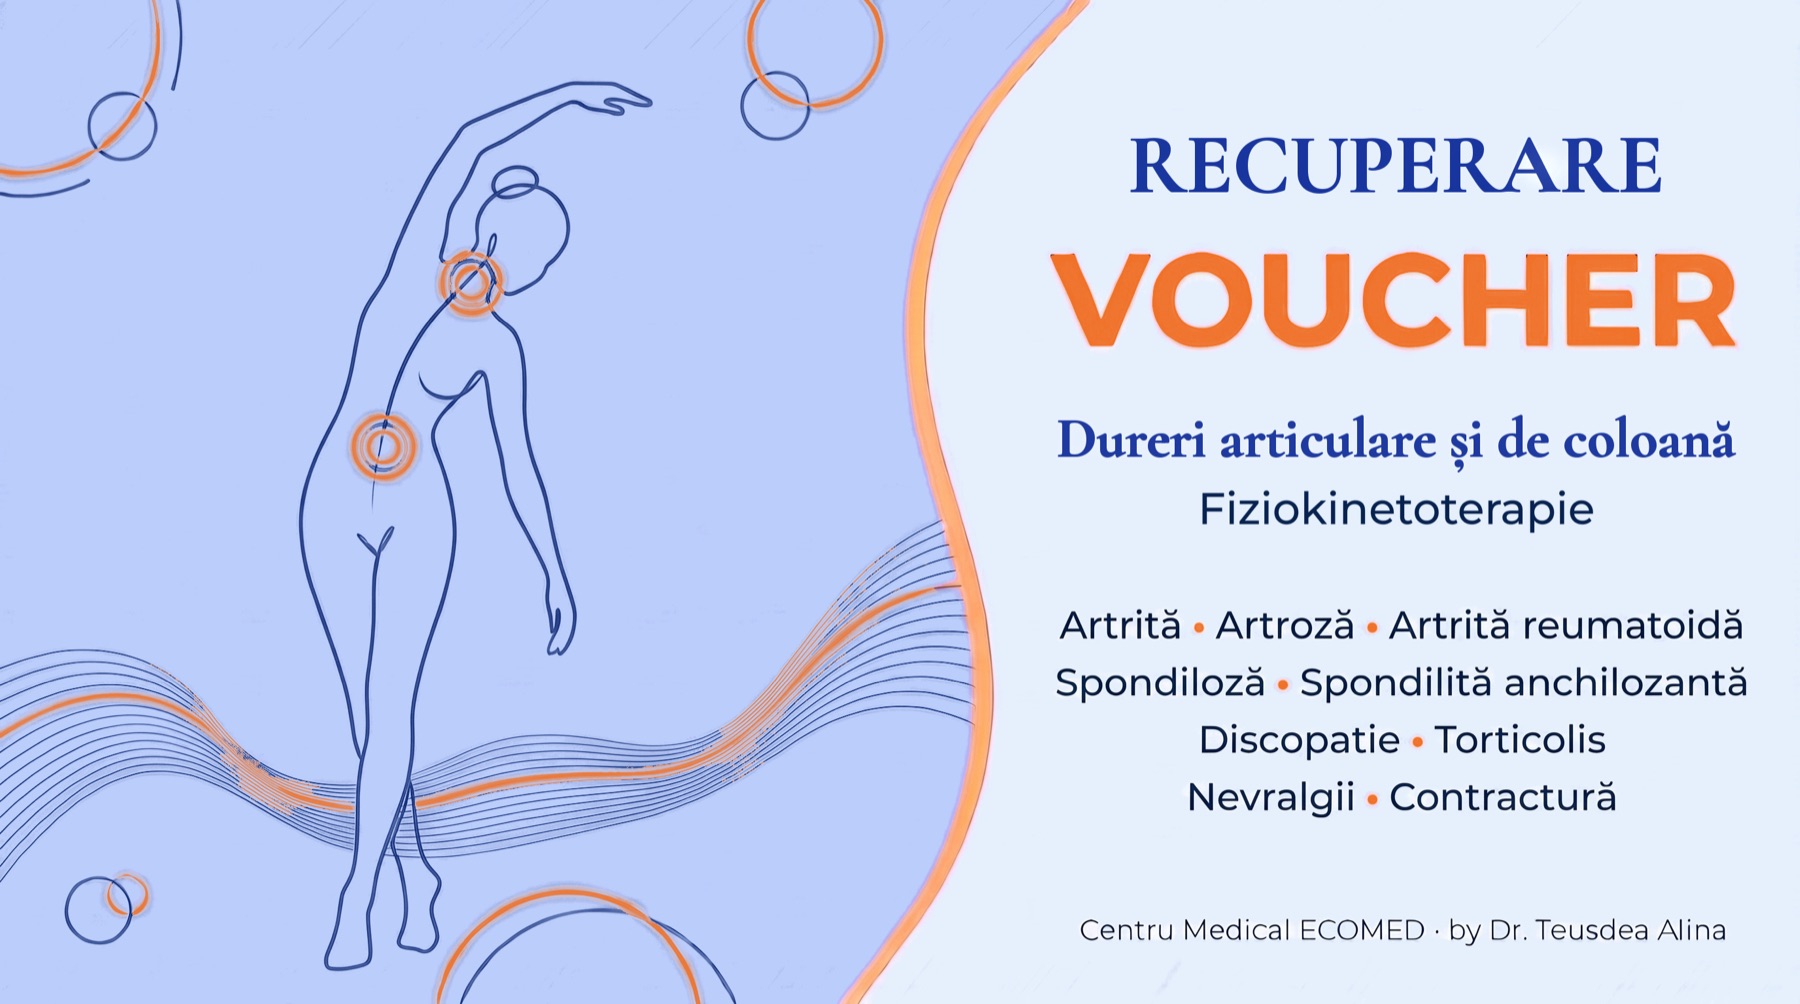 RECUPERARE
VOUCHER
Dureri articulare și de coloană
Fiziokinetoterapie
Artrită • Artroză • Artrită reumatoidă
Spondiloză • Spondilită anchilozantă
Discopatie • Torticolis
Nevralgii • Contractură
Centru Medical ECOMED · by Dr. Teusdea Alina